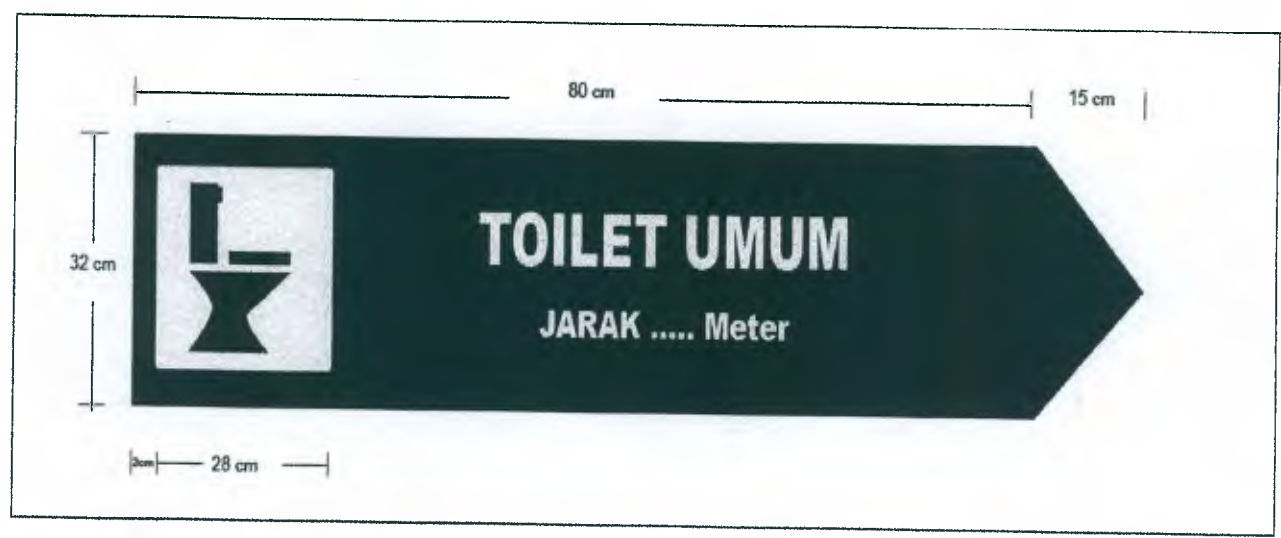 80 cm
15 cm
32 cm
TOILET UMUM
JARAK ..... Meter
28 cm